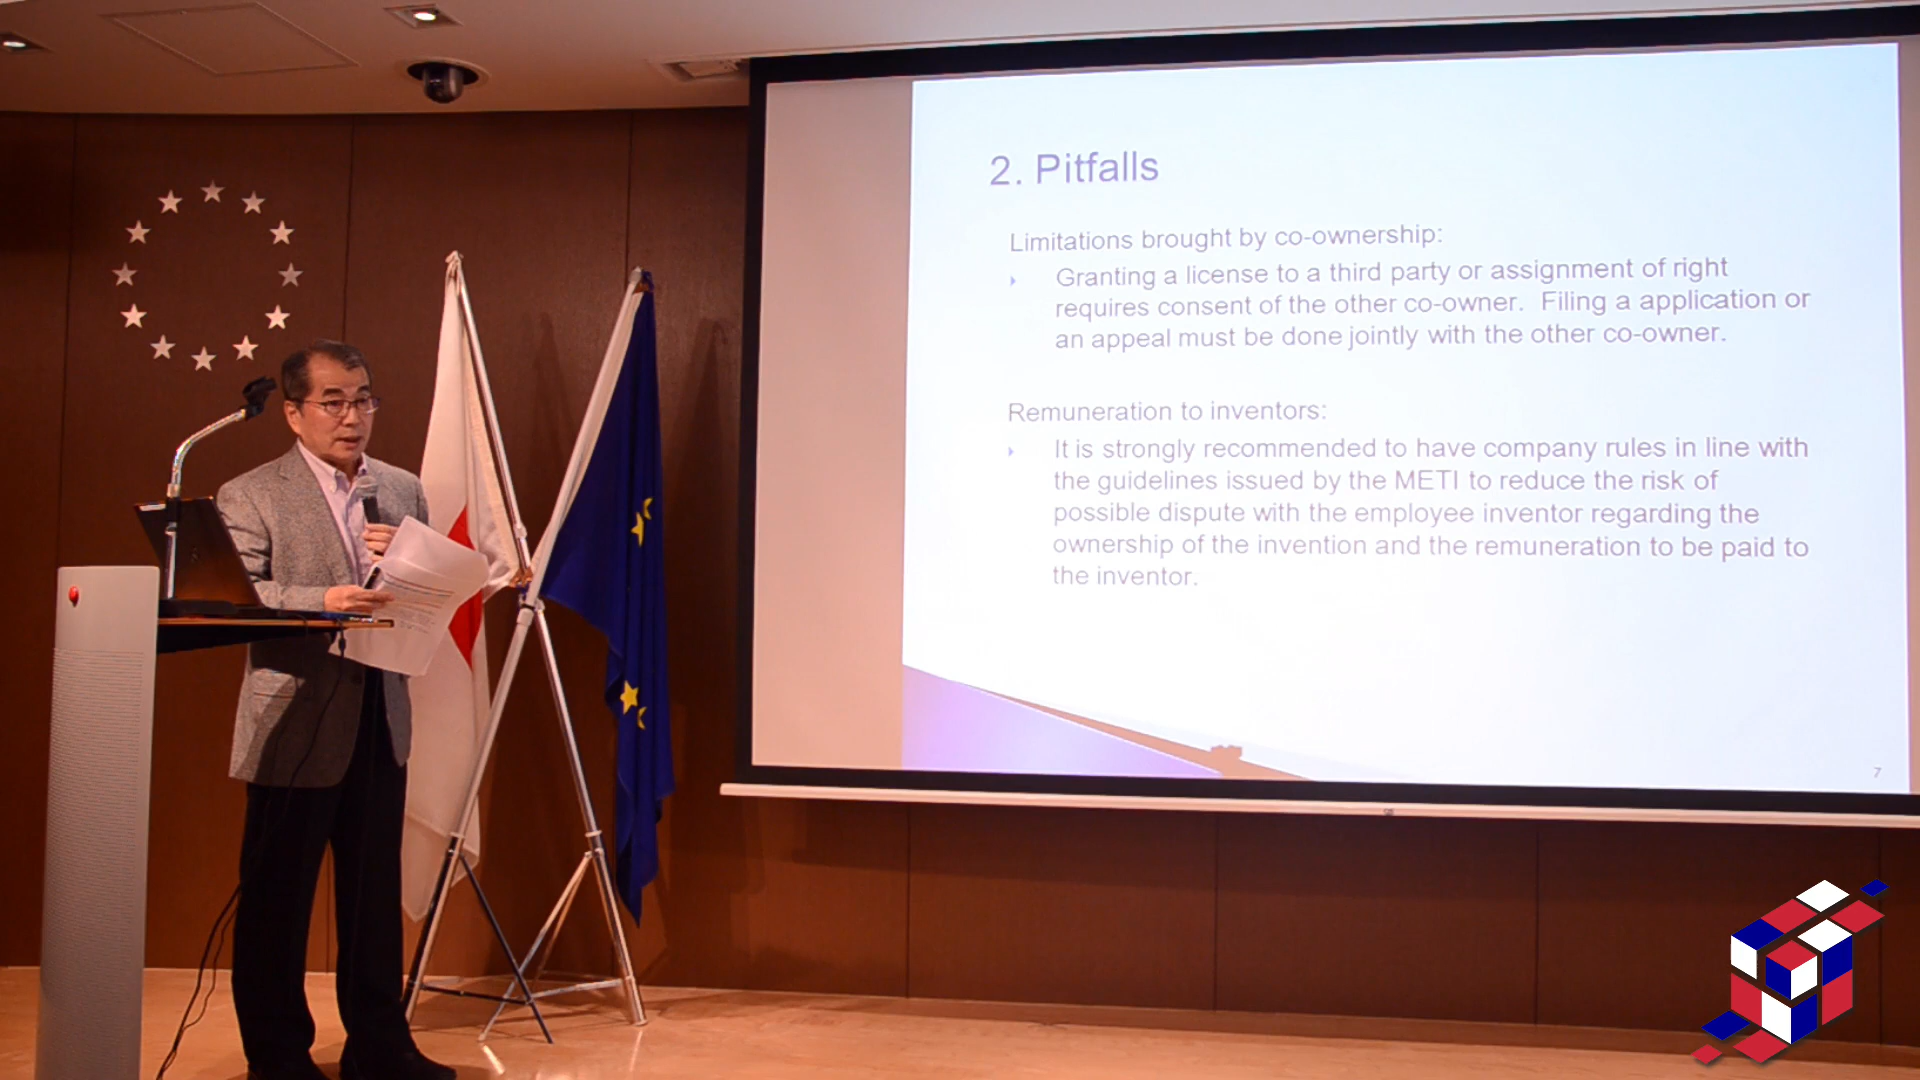 2. Pitfalls
Limitations brought by co-ownership:
Granting a license to a third party or assignment of right
requires consent of the other co-owner. Filing a application or
an appeal must be done jointly with the other co-owner.
Remuneration to inventors:
It is strongly recommended to have company rules in line with
the guidelines issued by the METI to reduce the risk of
possible dispute with the employee inventor regarding the
ownership of the invention and the remuneration to be paid to
the inventor.
7